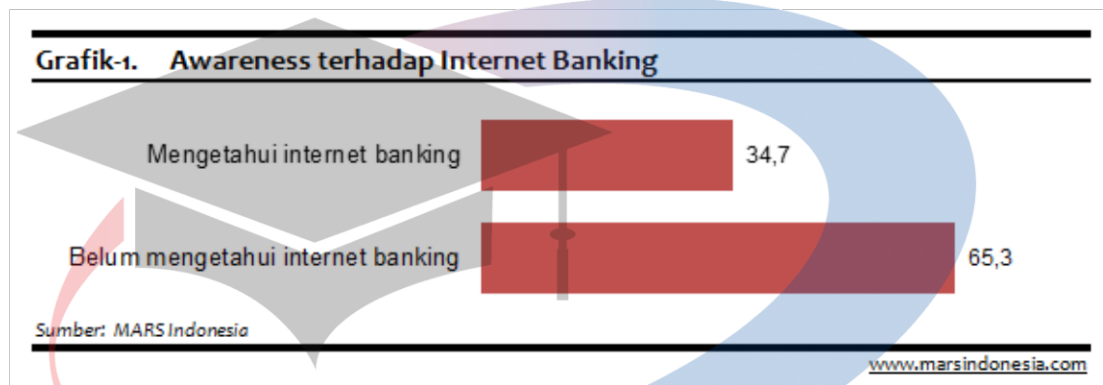 Grafik-1. Awareness terhadap Internet Banking
Mengetahui internet banking 34,7
Belum mengetahui internet banking 65,3
Sumber: MARS Indonesia
www.marsindonesia.com